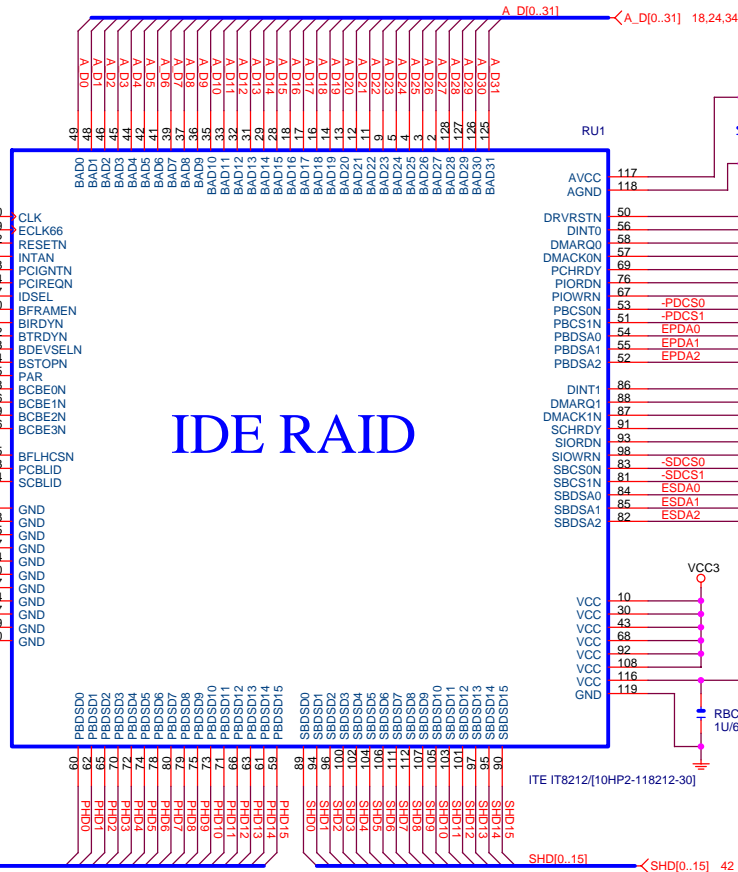 A_D[0..31]
A_D[0..31] 18,24,34
A_D0 A_D1 A_D2 A_D3 A_D4 A_D5 A_D6 A_D7 A_D8 A_D9 A_D10 A_D11 A_D12 A_D13 A_D14 A_D15 A_D16 A_D17 A_D18 A_D19 A_D20 A_D21 A_D22 A_D23 A_D24 A_D25 A_D26 A_D27 A_D28 A_D29 A_D30 A_D31
49 48 46 45 44 42 41 39 37 36 35 33 32 31 29 28 18 17 16 14 13 12 11 9 5 4 3 2 128 127 126 125
RU1
BAD0 BAD1 BAD2 BAD3 BAD4 BAD5 BAD6 BAD7 BAD8 BAD9 BAD10 BAD11 BAD12 BAD13 BAD14 BAD15 BAD16 BAD17 BAD18 BAD19 BAD20 BAD21 BAD22 BAD23 BAD24 BAD25 BAD26 BAD27 BAD28 BAD29 BAD30 BAD31
CLK
ECLK66
RESETN
INTAN
PCIGNTN
PCIREQN
IDSEL
BFRAMEN
BIRDYN
BTRDYN
BDEVSELN
BSTOPN
PAR
BCBE0N
BCBE1N
BCBE2N
BCBE3N
BFLHCSN
PCBLID
SCBLID
GND
GND
GND
GND
GND
GND
GND
GND
GND
GND
GND
IDE RAID
AVCC 117
AGND 118
DRVRSTN 50
DINT0 56
DMARQ0 58
DMACK0N 57
PCHRDY 69
PIORDN 76
PIOWRN 67
PBCS0N 53 -PDCS0
PBCS1N 51 -PDCS1
PBDSA0 54 EPDA0
PBDSA1 55 EPDA1
PBDSA2 52 EPDA2
DINT1 86
DMARQ1 88
DMACK1N 87
SCHRDY 91
SIORDN 93
SIOWRN 98
SBCS0N 83 -SDCS0
SBCS1N 81 -SDCS1
SBDSA0 84 ESDA0
SBDSA1 85 ESDA1
SBDSA2 82 ESDA2
VCC3
VCC 10
VCC 30
VCC 43
VCC 68
VCC 92
VCC 108
VCC 116
GND 119
PBDSD0 PBDSD1 PBDSD2 PBDSD3 PBDSD4 PBDSD5 PBDSD6 PBDSD7 PBDSD8 PBDSD9 PBDSD10 PBDSD11 PBDSD12 PBDSD13 PBDSD14 PBDSD15
SBDSD0 SBDSD1 SBDSD2 SBDSD3 SBDSD4 SBDSD5 SBDSD6 SBDSD7 SBDSD8 SBDSD9 SBDSD10 SBDSD11 SBDSD12 SBDSD13 SBDSD14 SBDSD15
60 62 65 70 72 74 78 80 79 75 73 71 66 63 61 59
89 94 96 100 102 104 106 111 112 107 105 103 101 97 95 90
ITE IT8212/[10HP2-118212-30]
PHD0 PHD1 PHD2 PHD3 PHD4 PHD5 PHD6 PHD7 PHD8 PHD9 PHD10 PHD11 PHD12 PHD13 PHD14 PHD15
SHD0 SHD1 SHD2 SHD3 SHD4 SHD5 SHD6 SHD7 SHD8 SHD9 SHD10 SHD11 SHD12 SHD13 SHD14 SHD15
SHD[0..15]
SHD[0..15] 42